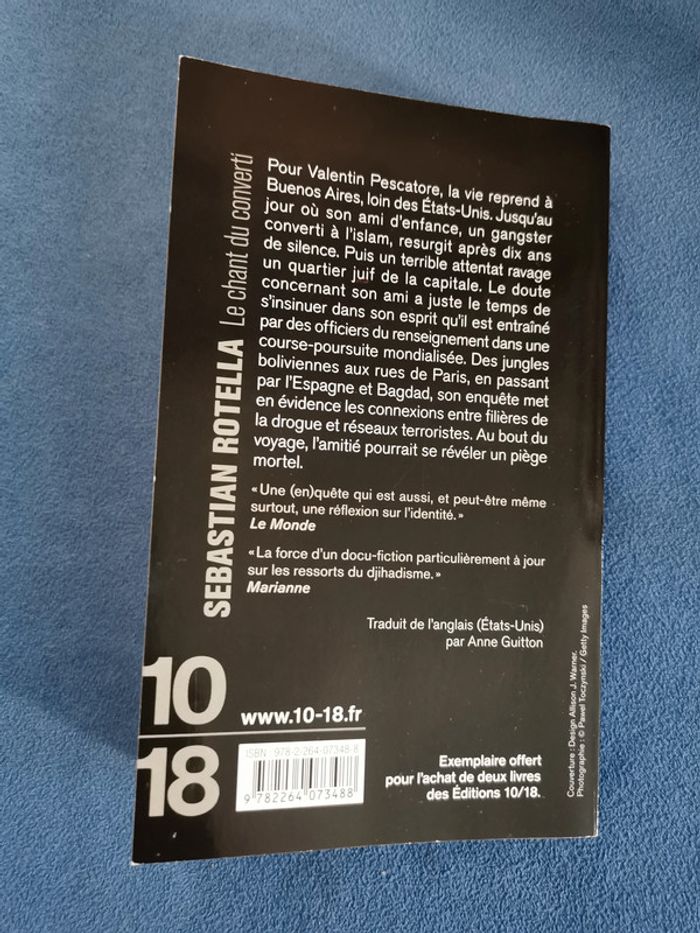 SEBASTIAN ROTELLA Le chant du converti
Pour Valentin Pescatore, la vie reprend à
Buenos Aires, loin des États-Unis. Jusqu'au
jour où son ami d'enfance, un gangster
converti à l'islam, resurgit après dix ans
de silence. Puis un terrible attentat ravage
un quartier juif de la capitale. Le doute
concernant son ami a juste le temps de
s'insinuer dans son esprit qu'il est entraîné
par des officiers du renseignement dans une
course-poursuite mondialisée. Des jungles
boliviennes aux rues de Paris, en passant
par l'Espagne et Bagdad, son enquête met
en évidence les connexions entre filières de
la drogue et réseaux terroristes. Au bout du
voyage, l'amitié pourrait se révéler un piège
mortel.
« Une (en)quête qui est aussi, et peut-être même
surtout, une réflexion sur l'identité. »
Le Monde
« La force d'un docu-fiction particulièrement à jour
sur les ressorts du djihadisme. »
Marianne
Traduit de l'anglais (États-Unis)
par Anne Guitton
10
18
www.10-18.fr
ISBN : 978-2-264-07348-8
9 782264 073488
Exemplaire offert
pour l'achat de deux livres
des Éditions 10/18.
Couverture : Design Allison J. Warner.
Photographie : © Pawel Toczynski / Getty Images